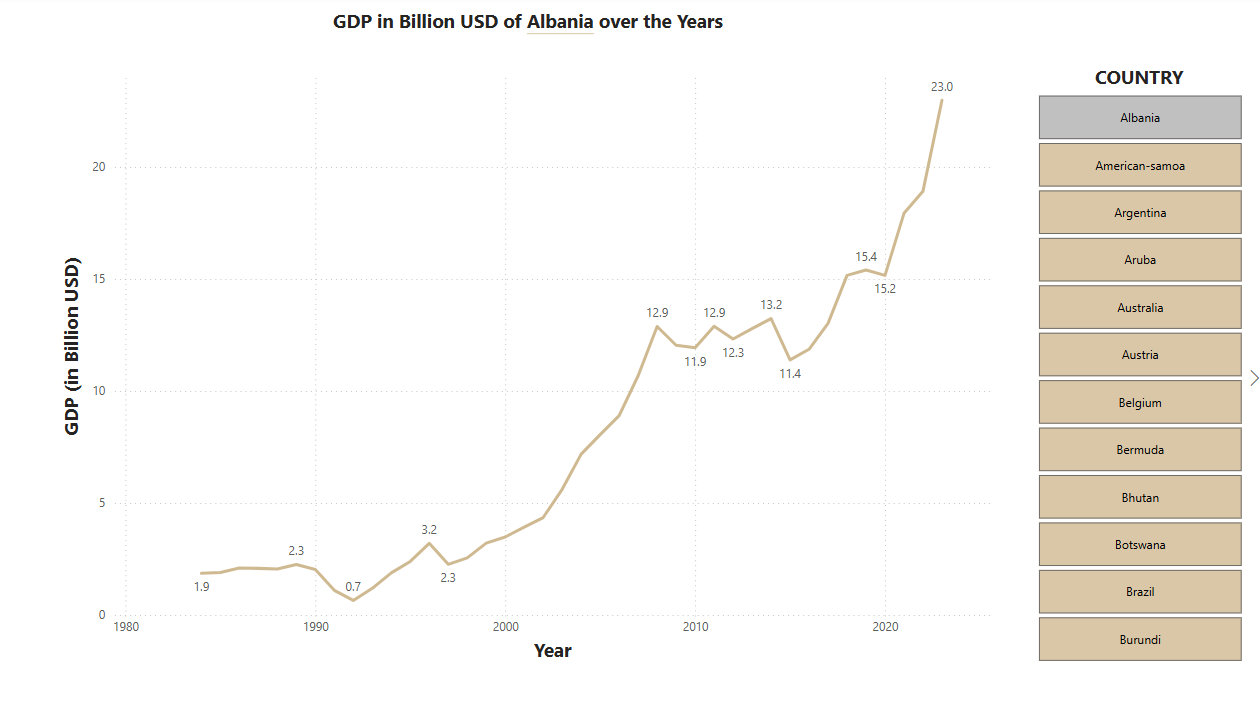 GDP in Billion USD of Albania over the Years
GDP (in Billion USD)
20
15
10
5
0
23.0
15.4
15.2
13.2
12.9
12.9
12.3
11.9
11.4
3.2
2.3
2.3
1.9
0.7
1980
1990
2000
2010
2020
Year
COUNTRY
Albania
American-samoa
Argentina
Aruba
Australia
Austria
Belgium
Bermuda
Bhutan
Botswana
Brazil
Burundi